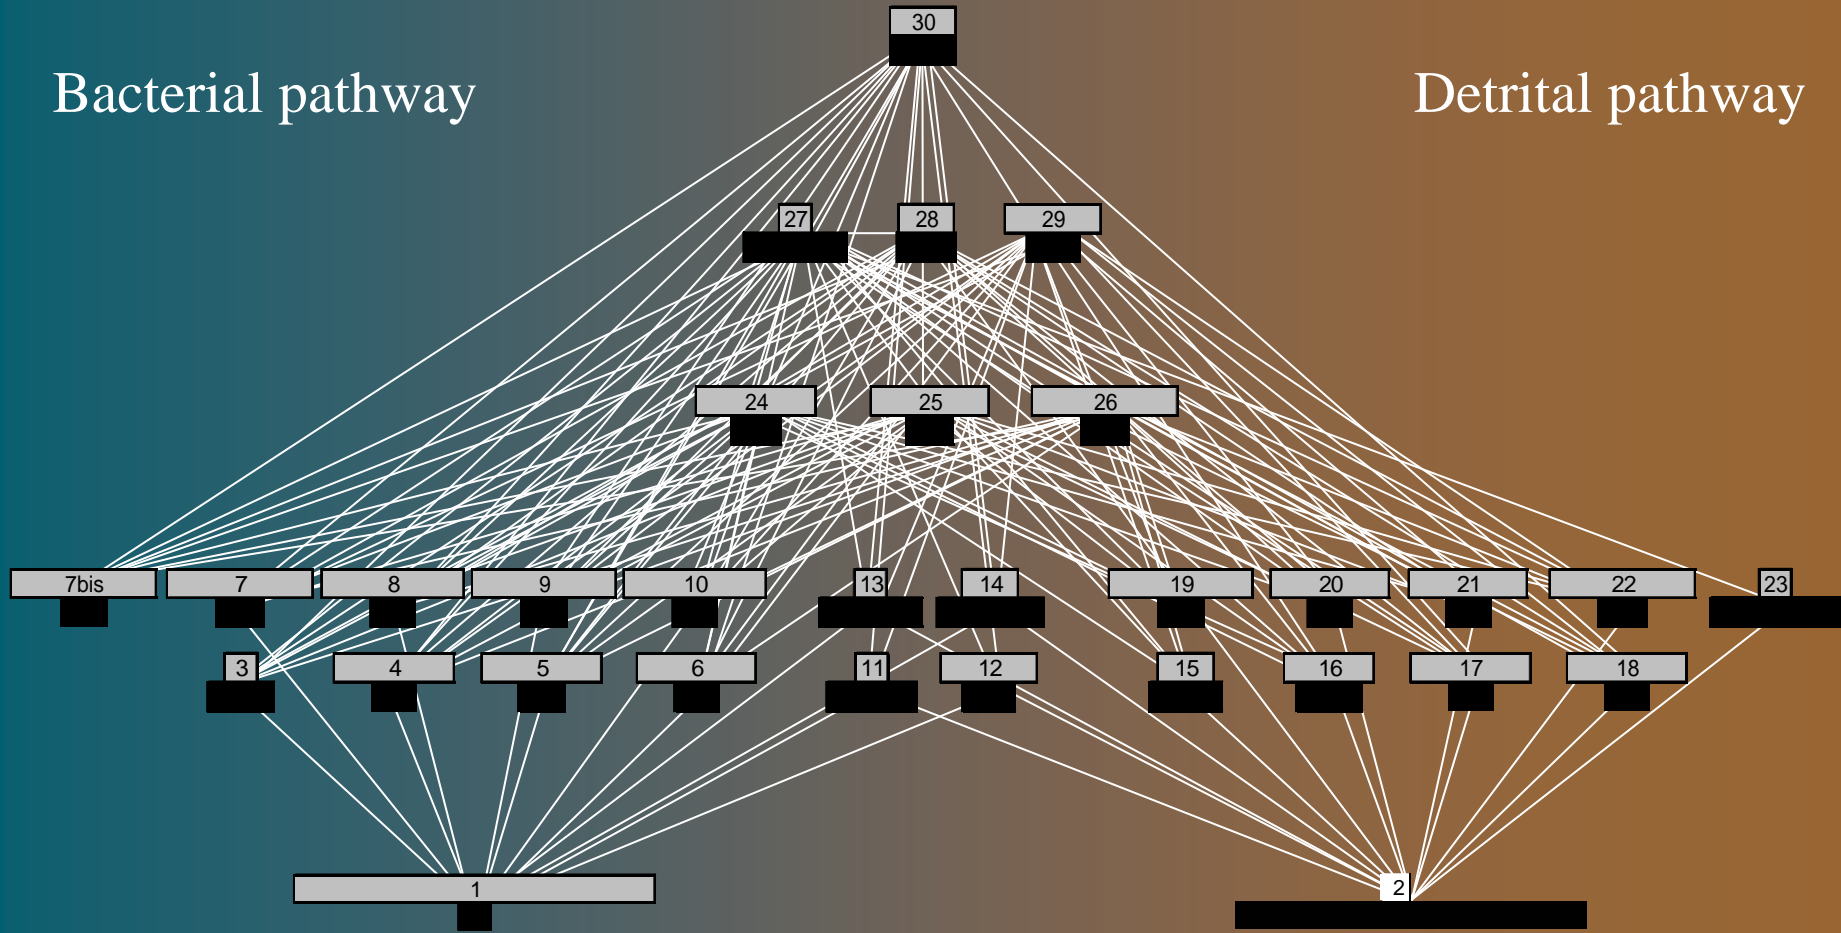 30
Bacterial pathway
Detrital pathway
27 28 29
24 25 26
7bis 7 8 9 10 13 14 19 20 21 22 23
3 4 5 6 11 12 15 16 17 18
1 2